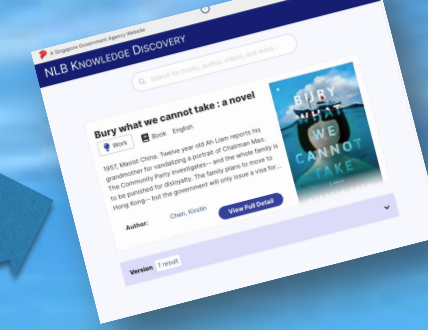 A Singapore Government Agency Website
NLB KNOWLEDGE DISCOVERY
Search for books, audios, videos, and more...
Bury what we cannot take : a novel
Work Book English
1957, Maoist China. Twelve year old Ah Liam reports his
grandmother for vandalizing a portrait of Chairman Mao.
The Community Party investigates— and the whole family is
to be punished for disloyalty. The family plans to move to
Hong Kong— but the government will only issue a visa for...
Author: Chen, Kirstin
View Full Detail
Version 1 result
BURY
WHAT
WE
CANNOT
TAKE